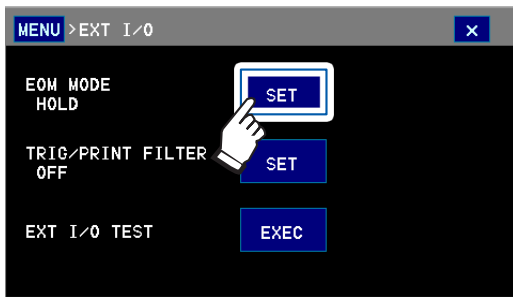 MENU >EXT I/O ×
EOM MODE SET
HOLD
TRIG/PRINT FILTER SET
OFF
EXT I/O TEST EXEC